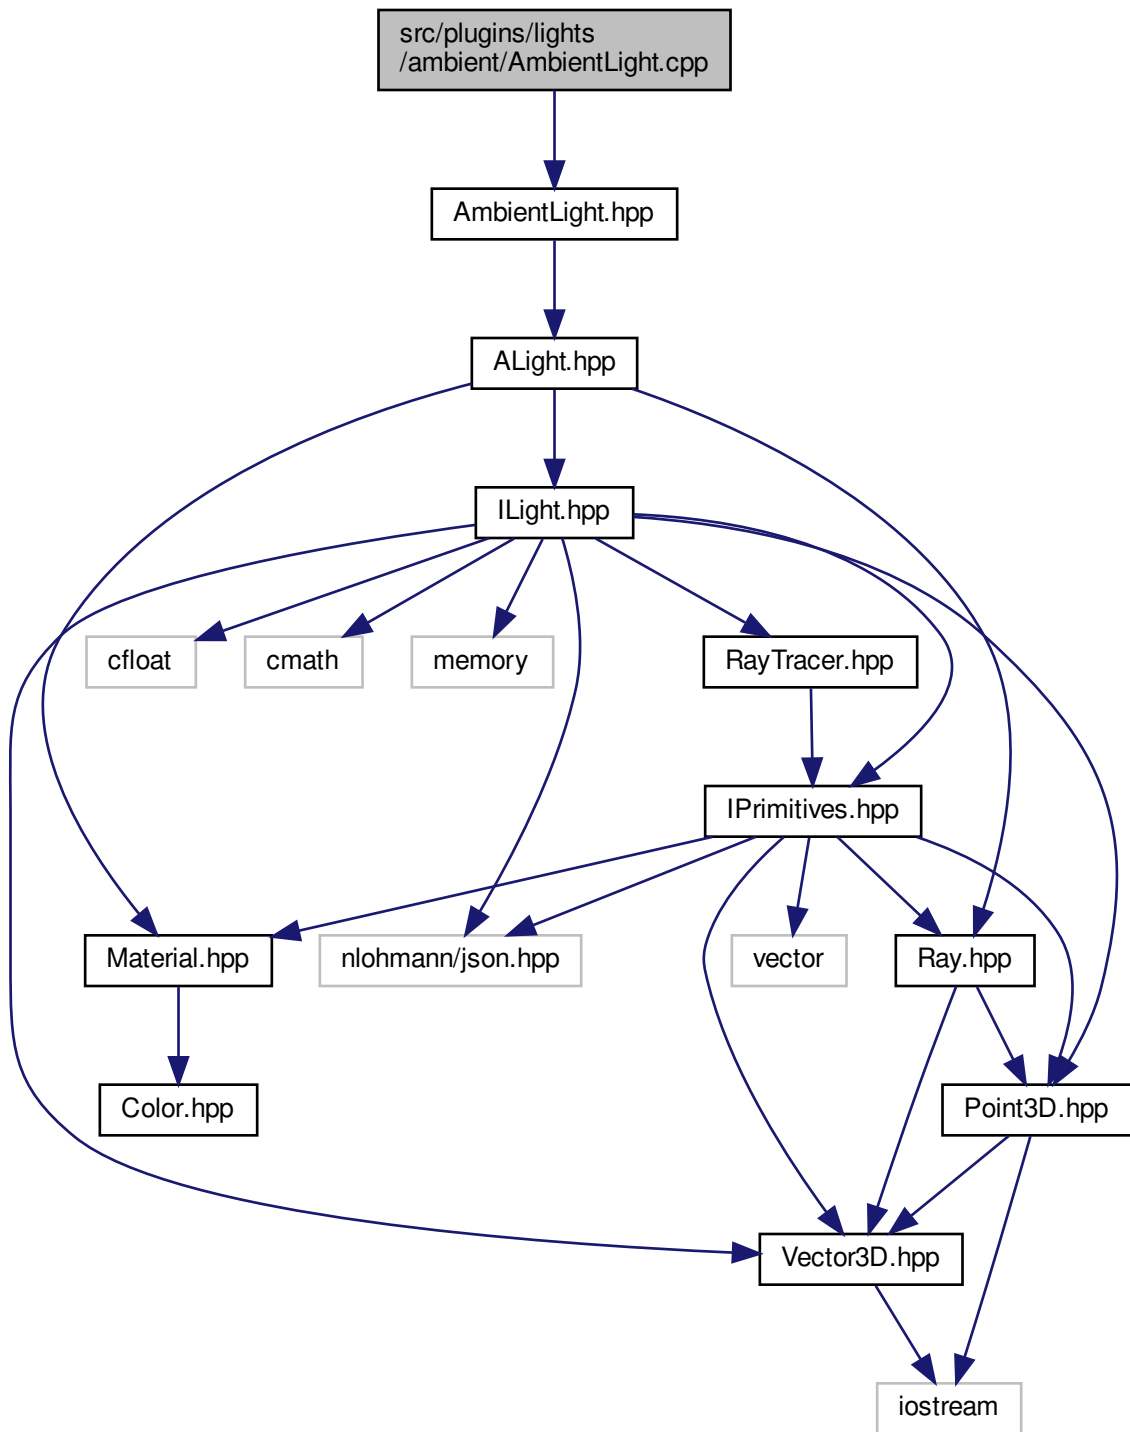 src/plugins/lights
/ambient/AmbientLight.cpp
AmbientLight.hpp
ALight.hpp
ILight.hpp
cfloat
cmath
memory
RayTracer.hpp
IPrimitives.hpp
Material.hpp
nlohmann/json.hpp
vector
Ray.hpp
Color.hpp
Point3D.hpp
Vector3D.hpp
iostream